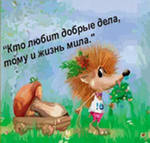 "Кто любит добрые дела,
тому и жизнь мила."